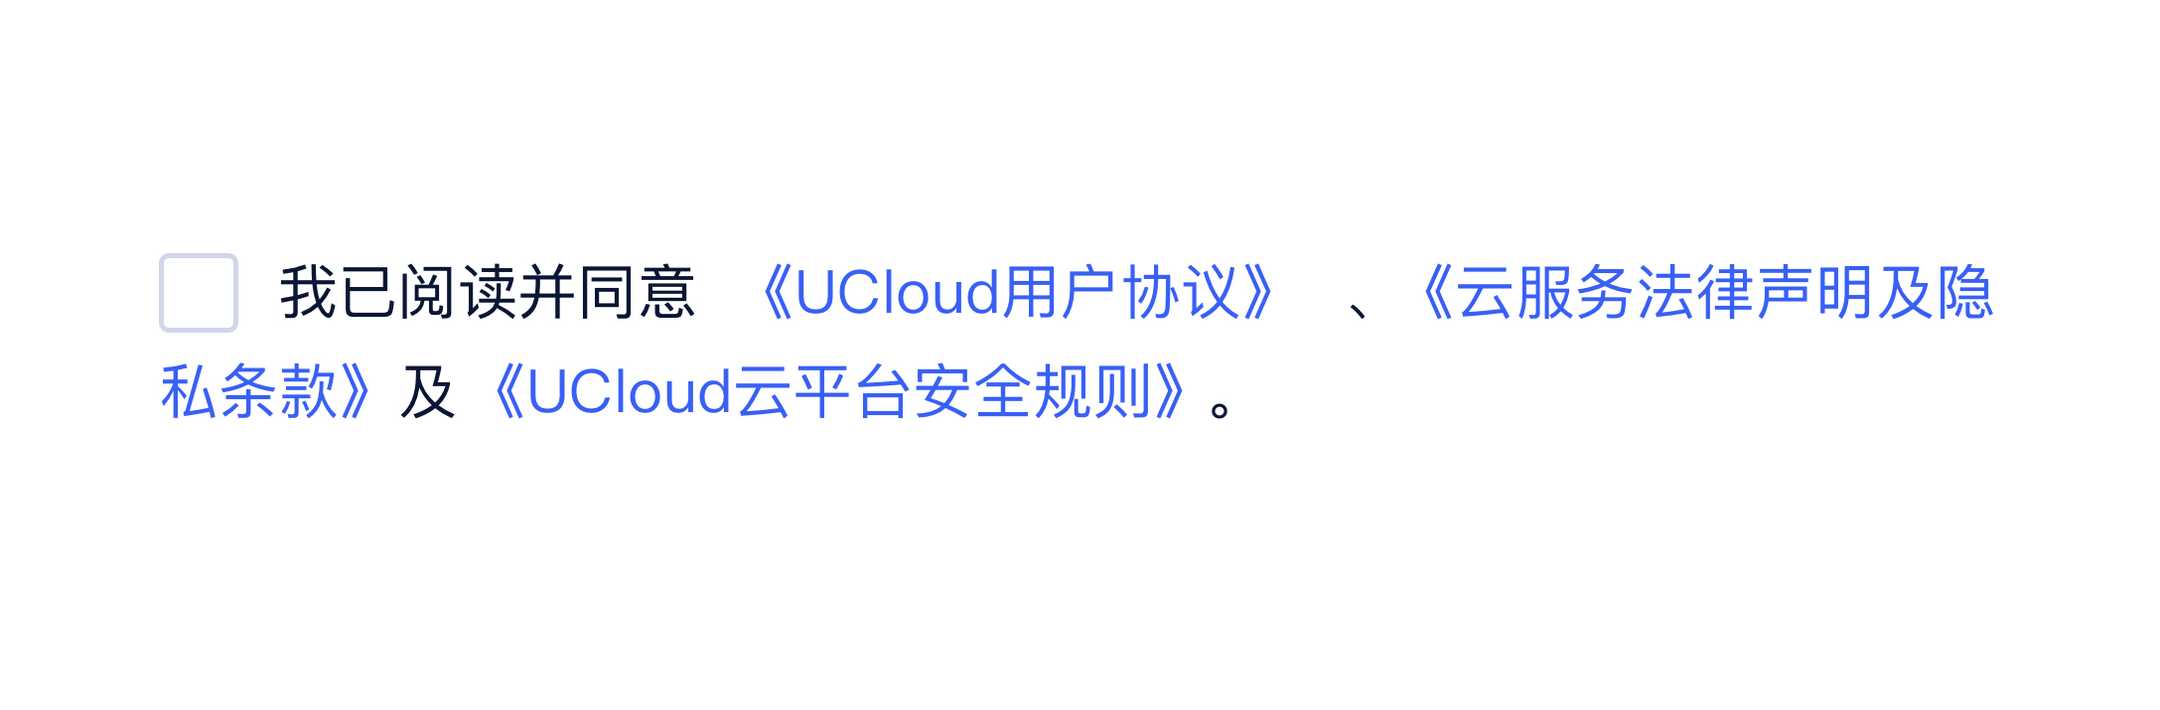 我已阅读并同意 《UCloud用户协议》 、《云服务法律声明及隐
私条款》及《UCloud云平台安全规则》。